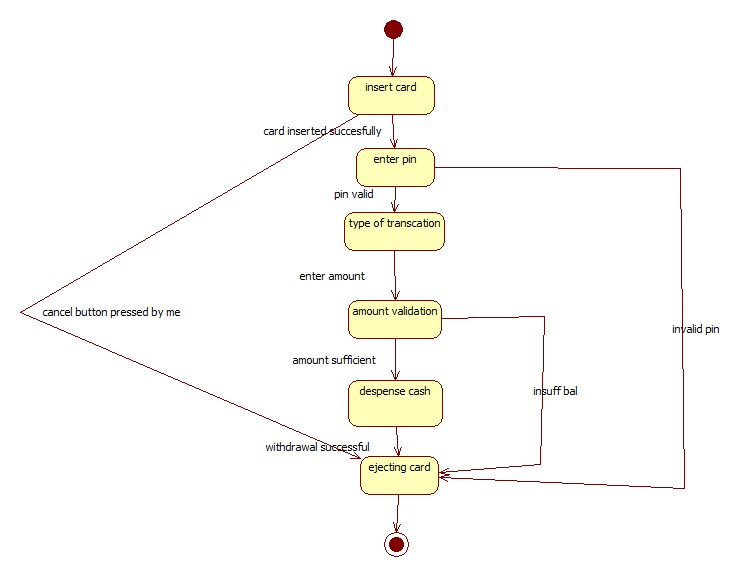 insert card
card inserted succesfully
enter pin
pin valid
type of transcation
enter amount
amount validation
cancel button pressed by me
invalid pin
amount sufficient
despense cash
insuff bal
withdrawal successful
ejecting card